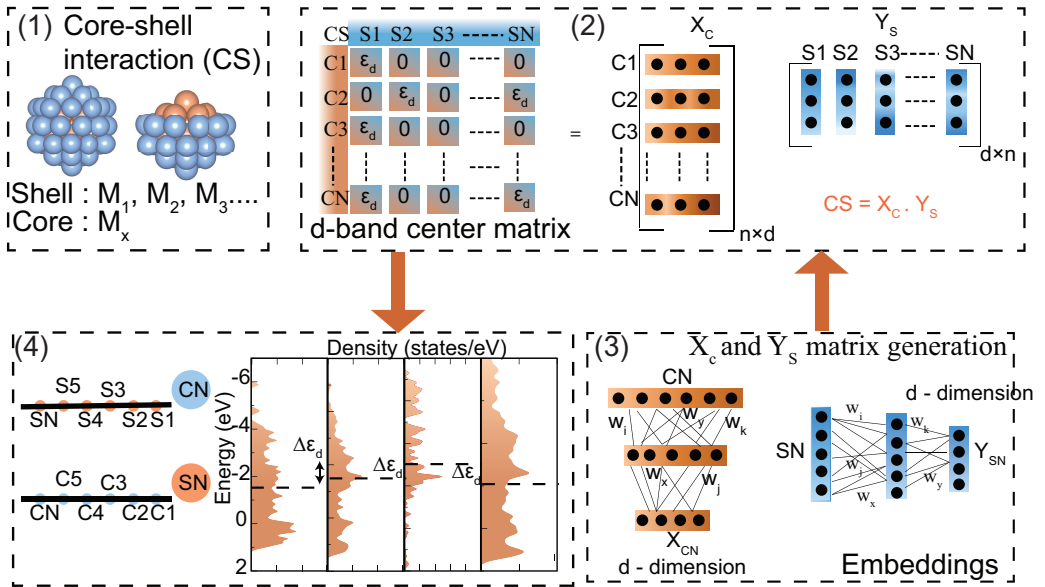 (1) Core-shell
interaction (CS)
Shell : M1, M2, M3....
Core : Mx
(2)
CS S1 S2 S3 ------ SN
C1 εd 0 0 ---- 0
C2 0 εd 0 ---- εd
C3 εd 0 0 ---- 0
CN εd 0 0 ---- εd
d-band center matrix
=
XC
C1
C2
C3
CN
n×d
YS
S1 S2 S3 ------ SN
d×n
CS = XC . YS
(3)
Xc and YS matrix generation
CN
wi wy wk
wx wj
XCN
d - dimension
d - dimension
SN
wi wk
wj
wx wy
YSN
Embeddings
(4)
S5 S3 CN
SN S4 S2 S1
C5 C3 SN
CN C4 C2 C1
Density (states/eV)
Energy (eV)
-6
-4
-2
0
2
Δεd
Δεd
Δεd